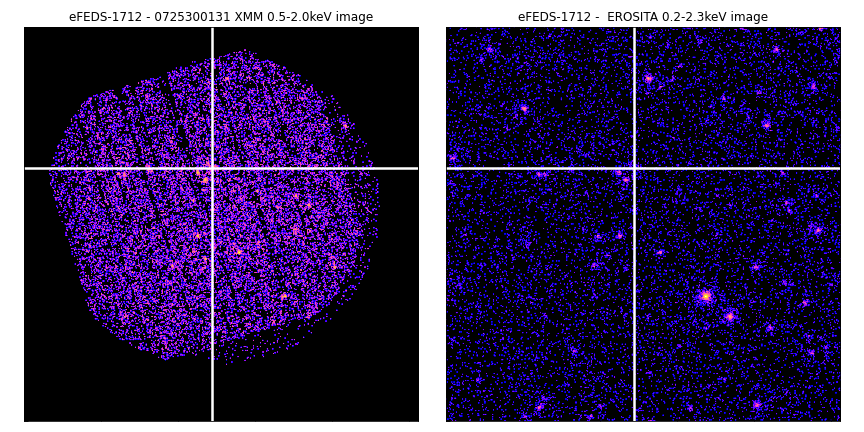 eFEDS-1712 - 0725300131 XMM 0.5-2.0keV image
eFEDS-1712 -  EROSITA 0.2-2.3keV image